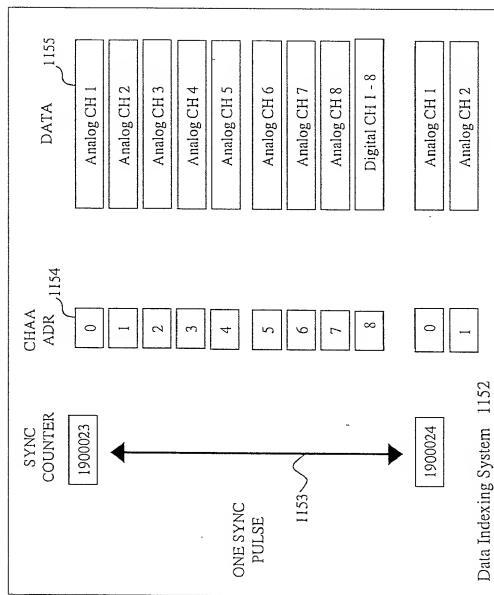 SYNC
COUNTER
CHAA
ADR
1154
DATA
1155
1900023
0
Analog CH 1
1
Analog CH 2
2
Analog CH 3
3
Analog CH 4
4
Analog CH 5
5
Analog CH 6
6
Analog CH 7
7
Analog CH 8
8
Digital CH 1 - 8
ONE SYNC
PULSE
1153
1900024
0
Analog CH 1
1
Analog CH 2
Data Indexing System 1152